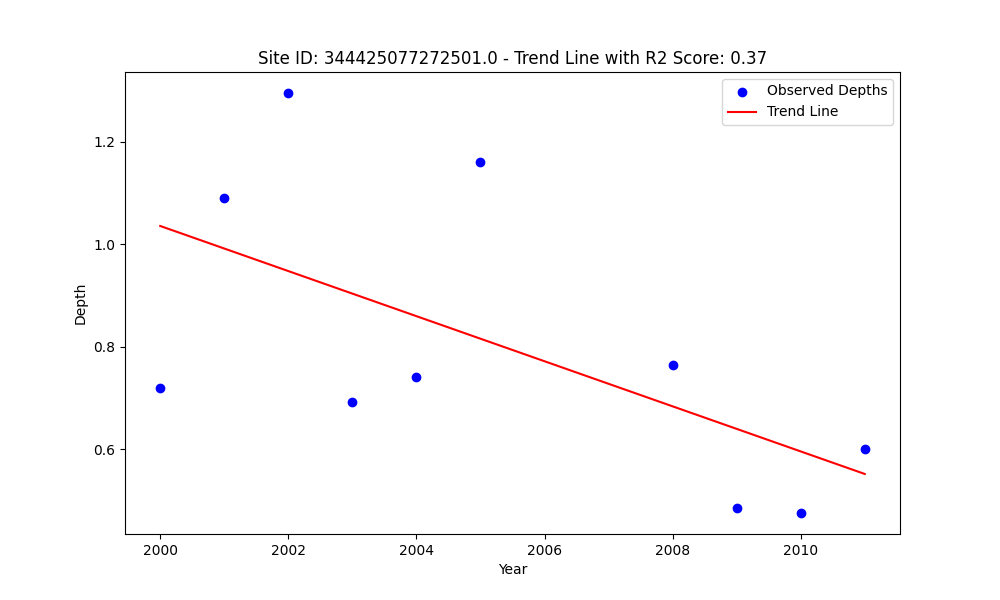 Site ID: 344425077272501.0 - Trend Line with R2 Score: 0.37
Observed Depths
Trend Line
1.2
1.0
0.8
0.6
Depth
2000
2002
2004
2006
2008
2010
Year